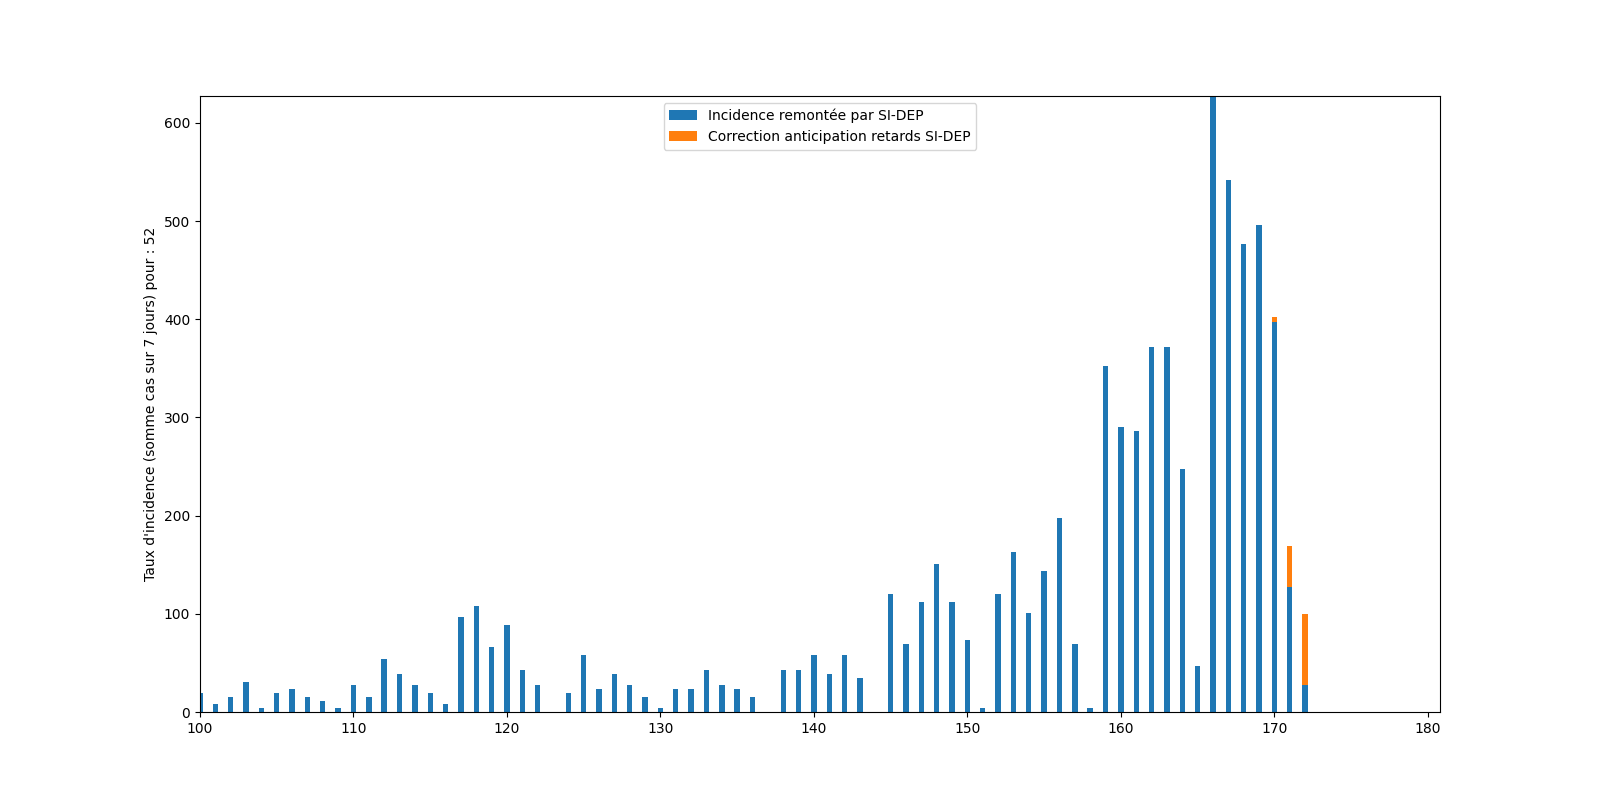 Incidence remontée par SI-DEP
Correction anticipation retards SI-DEP
Taux d'incidence (somme cas sur 7 jours) pour : 52
600
500
400
300
200
100
0
100 110 120 130 140 150 160 170 180